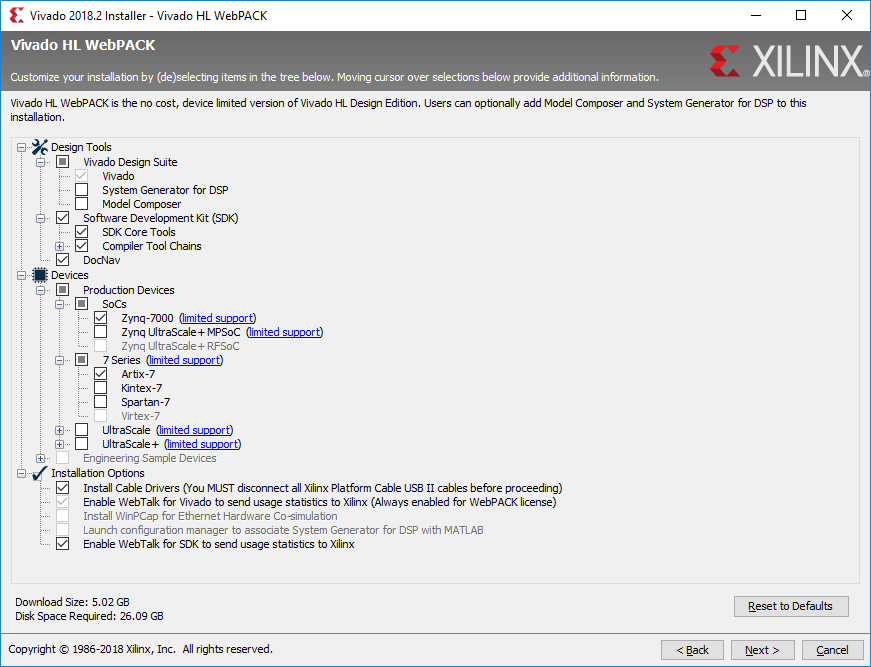 Vivado 2018.2 Installer - Vivado HL WebPACK
Vivado HL WebPACK
Customize your installation by (de)selecting items in the tree below. Moving cursor over selections below provide additional information.
XILINX®
Vivado HL WebPACK is the no cost, device limited version of Vivado HL Design Edition. Users can optionally add Model Composer and System Generator for DSP to this
installation.
Design Tools
Vivado Design Suite
Vivado
System Generator for DSP
Model Composer
Software Development Kit (SDK)
SDK Core Tools
Compiler Tool Chains
DocNav
Devices
Production Devices
SoCs
Zynq-7000 (limited support)
Zynq UltraScale+ MPSoC (limited support)
Zynq UltraScale+ RFSoC
7 Series (limited support)
Artix-7
Kintex-7
Spartan-7
Virtex-7
UltraScale (limited support)
UltraScale+ (limited support)
Engineering Sample Devices
Installation Options
Install Cable Drivers (You MUST disconnect all Xilinx Platform Cable USB II cables before proceeding)
Enable WebTalk for Vivado to send usage statistics to Xilinx (Always enabled for WebPACK license)
Install WinPCap for Ethernet Hardware Co-simulation
Launch configuration manager to associate System Generator for DSP with MATLAB
Enable WebTalk for SDK to send usage statistics to Xilinx
Download Size: 5.02 GB
Disk Space Required: 26.09 GB
Reset to Defaults
Copyright © 1986-2018 Xilinx, Inc. All rights reserved.
< Back
Next >
Cancel